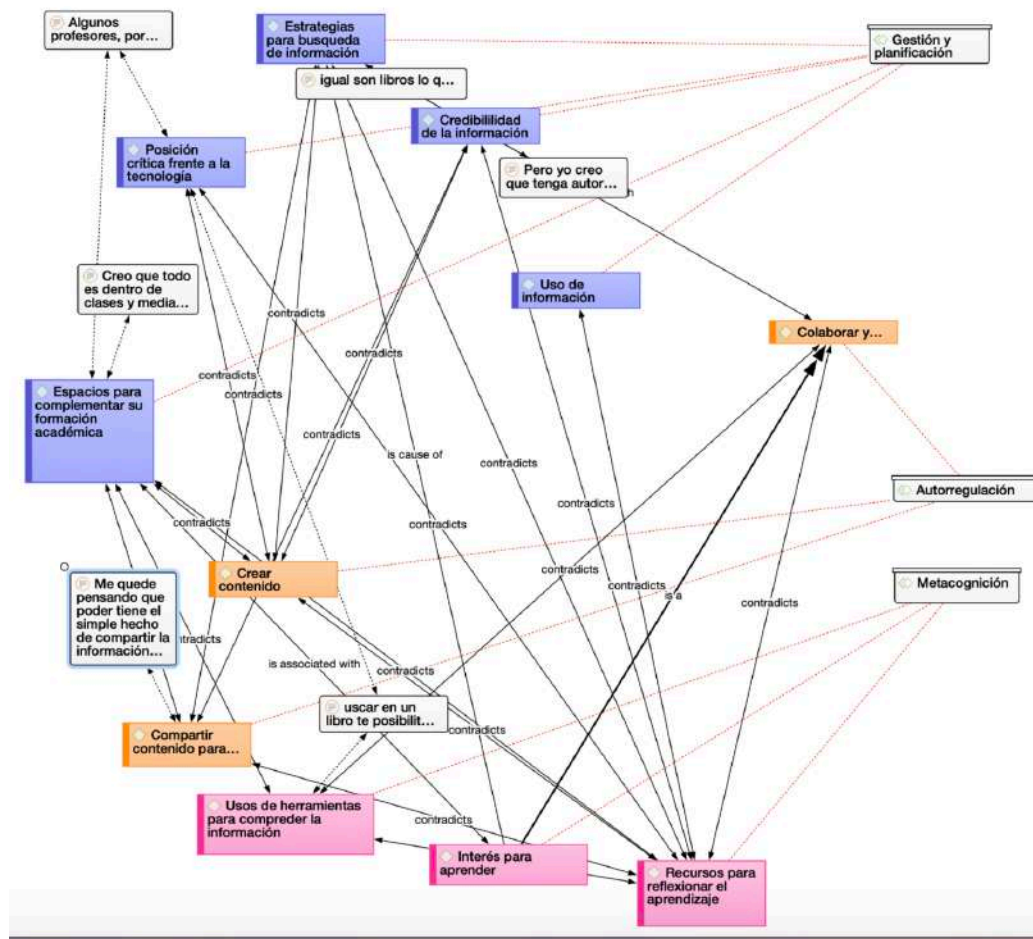 Algunos
profesores, por…
Estrategias
para busqueda
de información
Gestión y
planificación
igual son libros lo q…
Credibililidad
de la información
Posición
crítica frente a la
tecnología
Pero yo creo
que tenga autor…
Creo que todo
es dentro de
clases y media…
Uso de
información
contradicts
Colaborar y…
contradicts
contradicts
contradicts
Espacios para
complementar su
formación
académica
contradicts
is cause of
contradicts
Autorregulación
contradicts
contradicts
contradicts
Crear
contenido
contradicts
Metacognición
Me quede
pensando que
poder tiene el
simple hecho
de compartir la
información…
contradicts
is a
contradicts
ntradicts
is associated with
contradicts
uscar en un
libro te posibilit…
contradicts
Compartir
contenido para…
Usos de herramientas
para compreder la
información
contradicts
Interés para
aprender
Recursos para
reflexionar el
aprendizaje